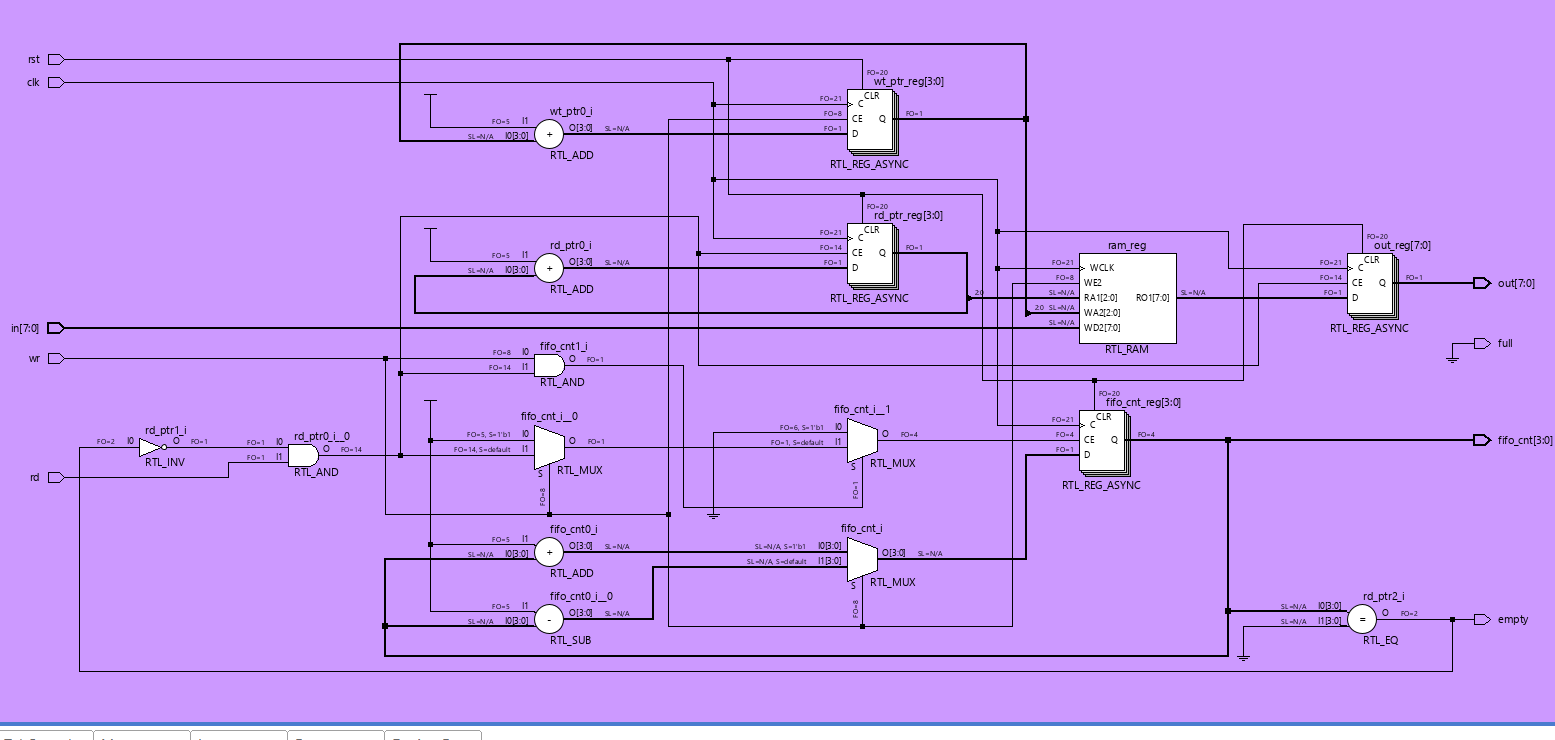 rst
clk
FO=20
wt_ptr_reg[3:0]
CLR
FO=21
C
FO=8
CE
Q
FO=1
FO=1
D
RTL_REG_ASYNC
wt_ptr0_i
FO=5
I1
SL=N/A
I0[3:0]
+
O[3:0]
SL=N/A
RTL_ADD
FO=20
rd_ptr_reg[3:0]
CLR
FO=21
C
FO=14
CE
Q
FO=1
FO=1
D
RTL_REG_ASYNC
rd_ptr0_i
FO=5
I1
SL=N/A
I0[3:0]
+
O[3:0]
SL=N/A
RTL_ADD
ram_reg
FO=21
WCLK
FO=8
WE2
2:0
SL=N/A
RA1[2:0]
RO1[7:0]
SL=N/A
2:0
SL=N/A
WA2[2:0]
SL=N/A
WD2[7:0]
RTL_RAM
FO=20
out_reg[7:0]
CLR
FO=21
C
FO=14
CE
Q
FO=1
FO=1
D
RTL_REG_ASYNC
out[7:0]
in[7:0]
wr
full
fifo_cnt1_i
FO=8
I0
FO=14
I1
O
FO=1
RTL_AND
fifo_cnt_i__0
FO=5, S=1'b1
I0
FO=14, S=default
I1
O
FO=1
S
FO=8
RTL_MUX
fifo_cnt_i__1
FO=6, S=1'b1
I0
FO=1, S=default
I1
O
FO=4
S
FO=1
RTL_MUX
FO=20
fifo_cnt_reg[3:0]
CLR
FO=21
C
FO=4
CE
Q
FO=4
FO=1
D
RTL_REG_ASYNC
fifo_cnt[3:0]
rd_ptr1_i
FO=2
I0
O
FO=1
RTL_INV
rd_ptr0_i__0
FO=1
I0
FO=1
I1
O
FO=14
RTL_AND
rd
fifo_cnt0_i
FO=5
I1
SL=N/A
I0[3:0]
+
O[3:0]
SL=N/A
RTL_ADD
fifo_cnt_i
SL=N/A, S=1'b1
I0[3:0]
SL=N/A, S=default
I1[3:0]
O[3:0]
SL=N/A
S
FO=8
RTL_MUX
fifo_cnt0_i__0
FO=5
I1
SL=N/A
I0[3:0]
-
O[3:0]
SL=N/A
RTL_SUB
rd_ptr2_i
SL=N/A
I0[3:0]
SL=N/A
I1[3:0]
=
O
FO=2
RTL_EQ
empty